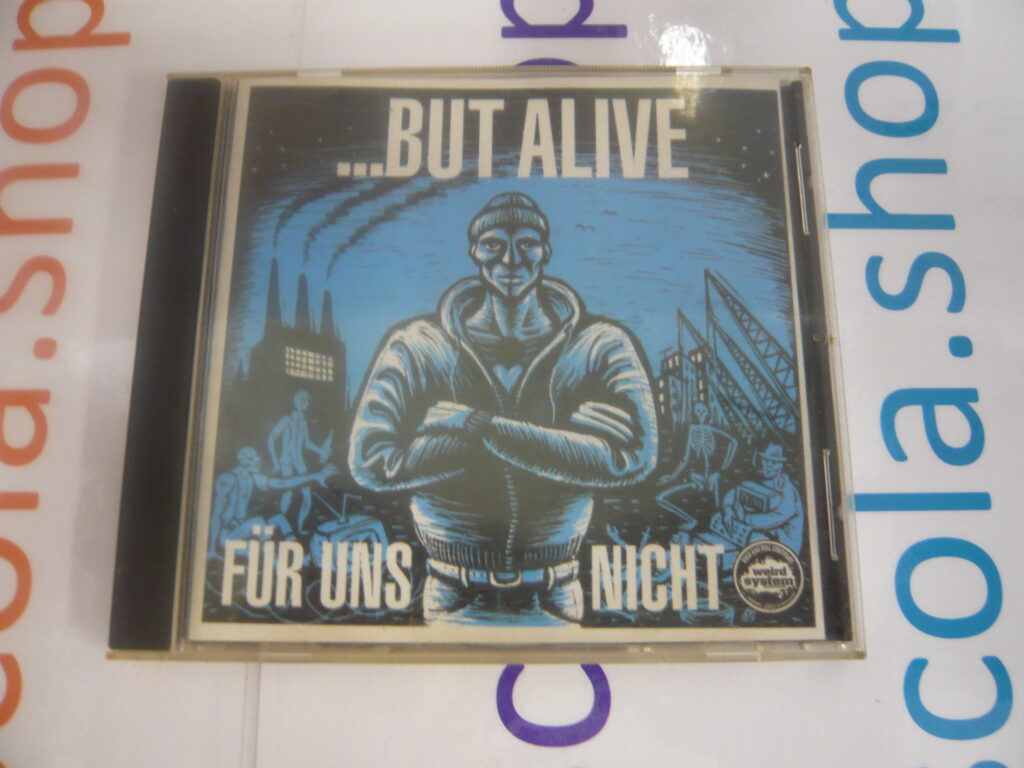 ...BUT ALIVE
FÜR UNS NICHT
weird
system
cola.shop
cola.shop